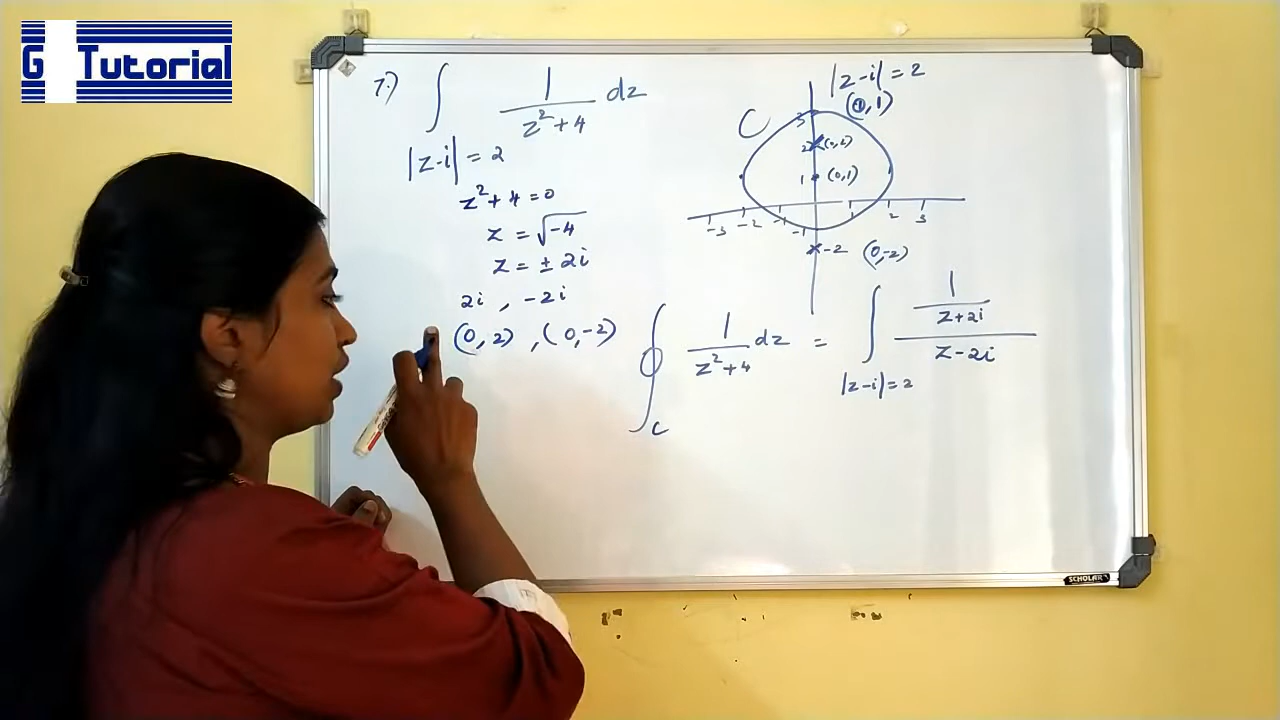 G Tutorial
7.) ∫ 1/(z²+4) dz
|z-i| = 2
z²+4 = 0
z = √-4
z = ± 2i
2i , -2i
(0, 2) , (0, -2)
|z-i| = 2
(0, 1)
C
3
2 (0, 2)
1 (0, 1)
-3 -2 -1 1 2 3
-1
-2 (0, -2)
∮ 1/(z²+4) dz = ∫ (1/(z+2i))/(z-2i)
C |z-i| = 2
SCHOLAR